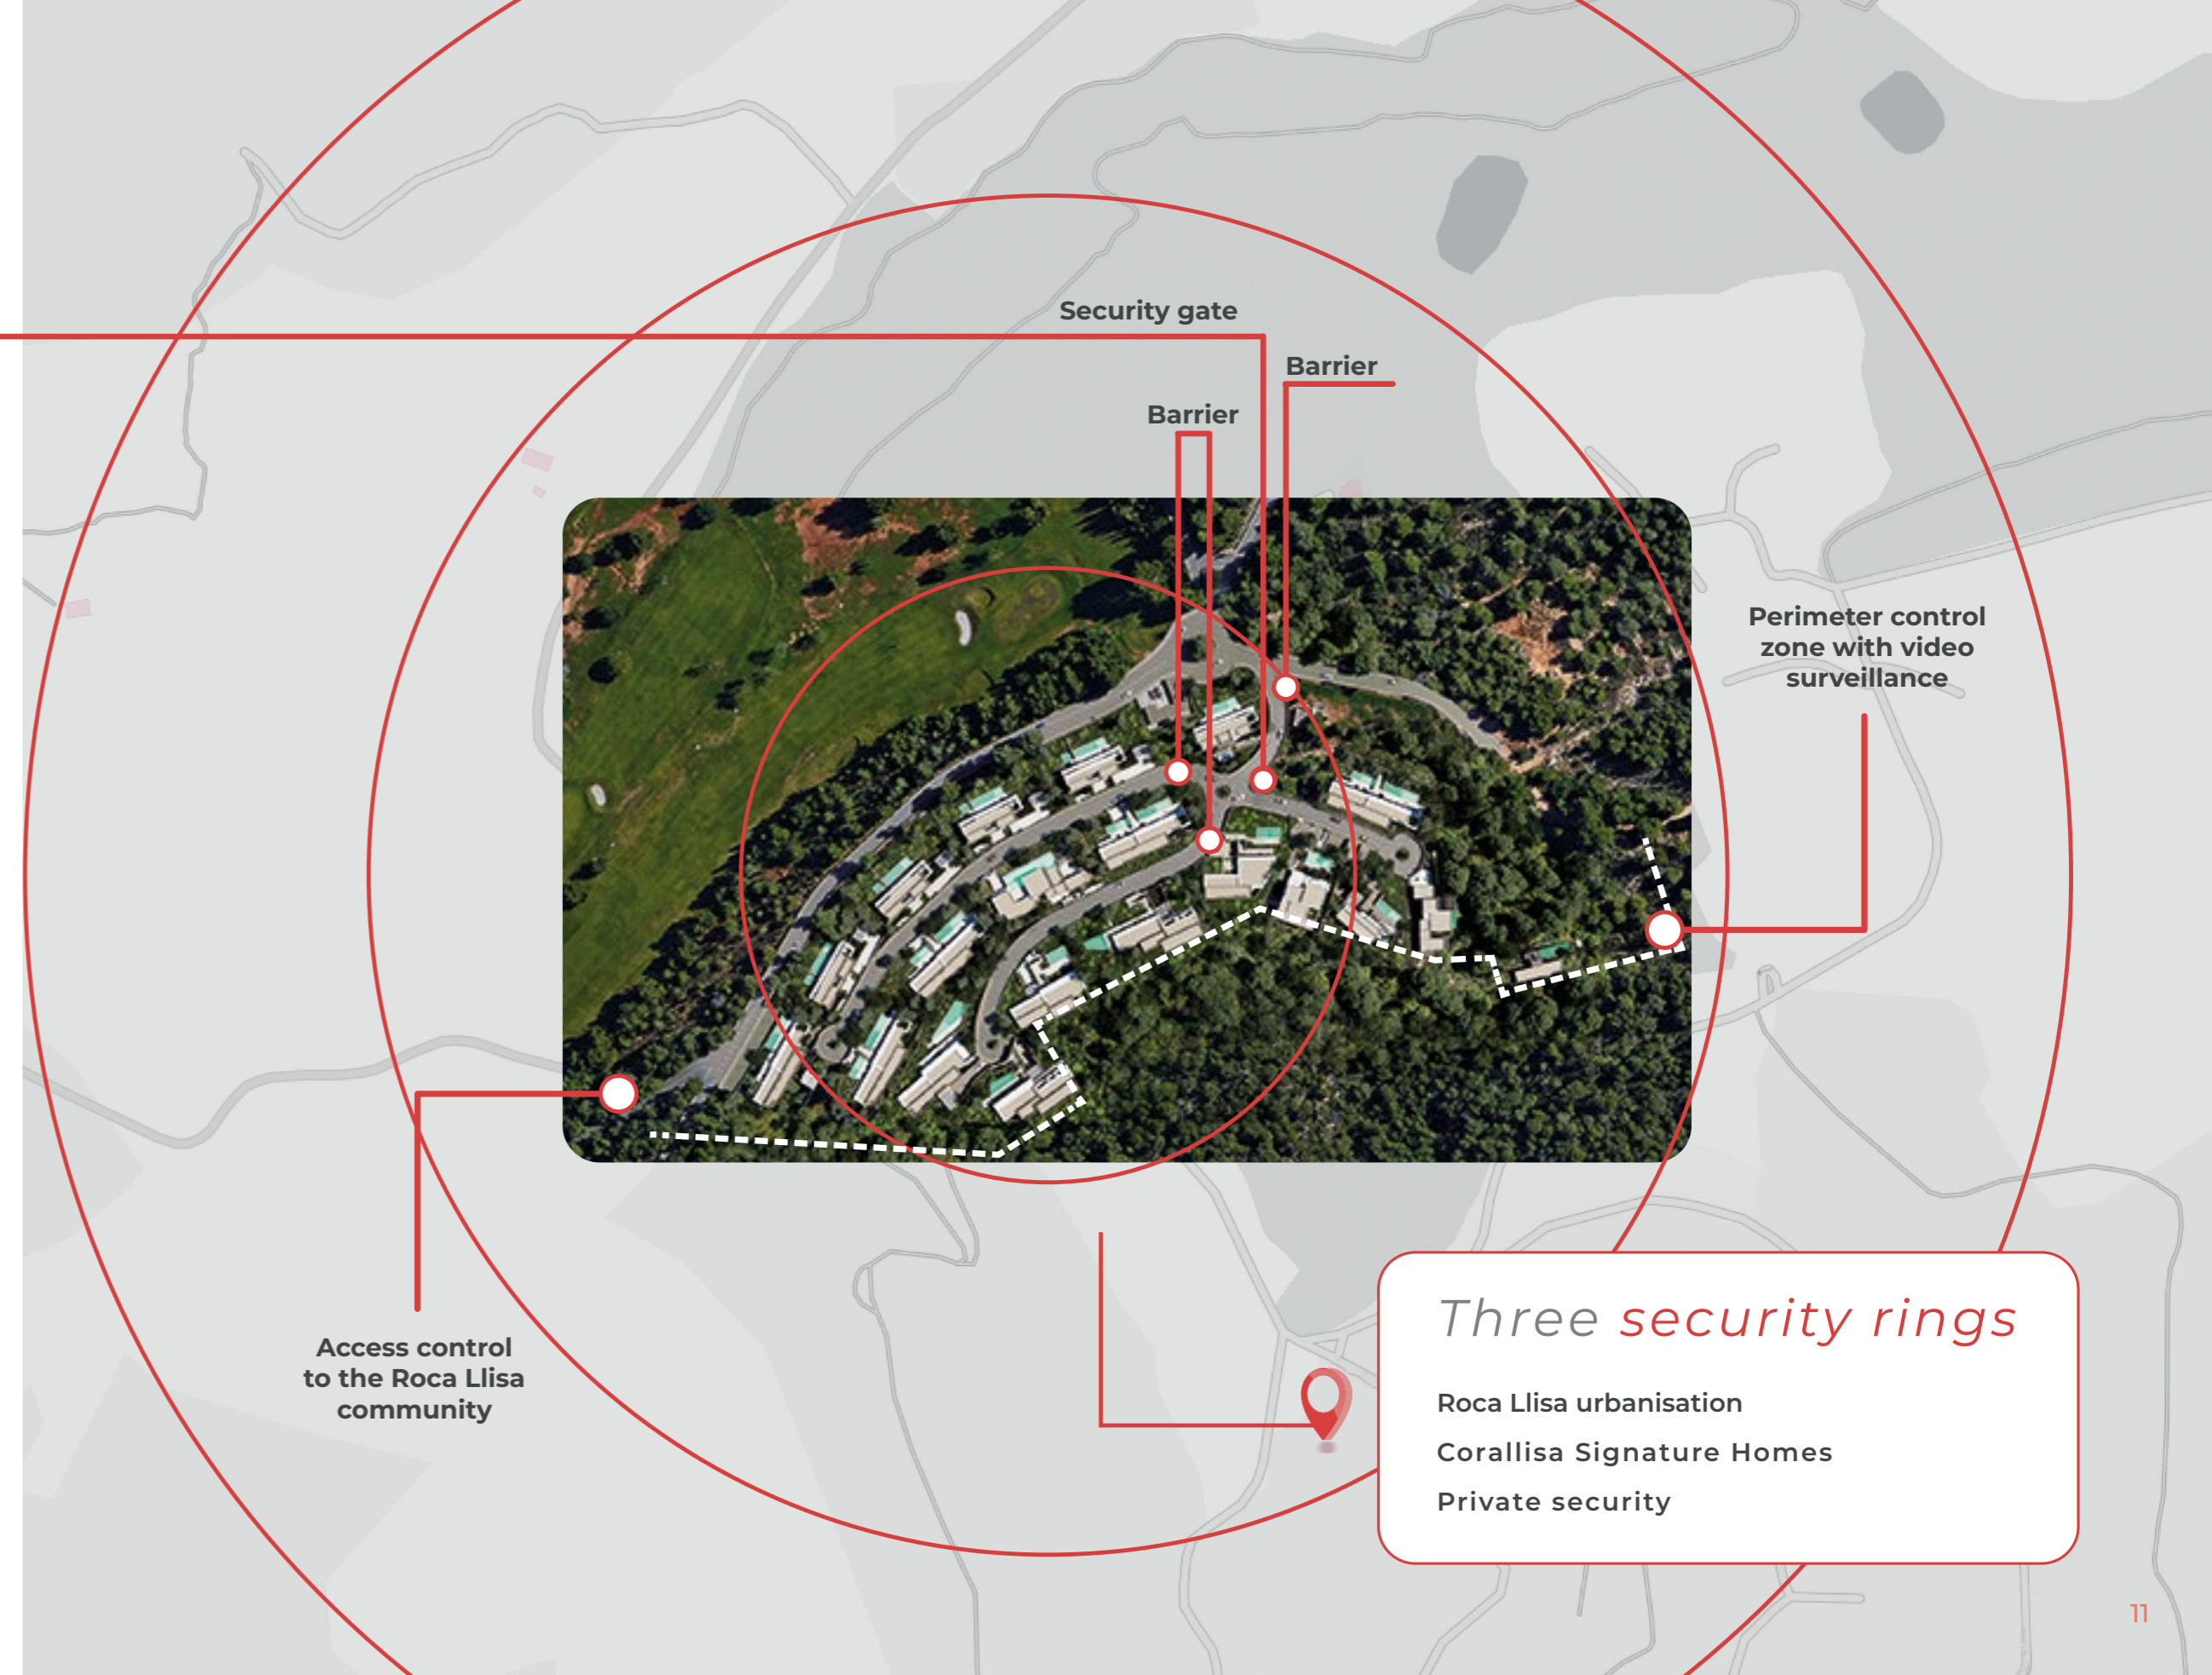 Security gate
Barrier
Barrier
Perimeter control
zone with video
surveillance
Access control
to the Roca Llisa
community
Three security rings
Roca Llisa urbanisation
Corallisa Signature Homes
Private security
11